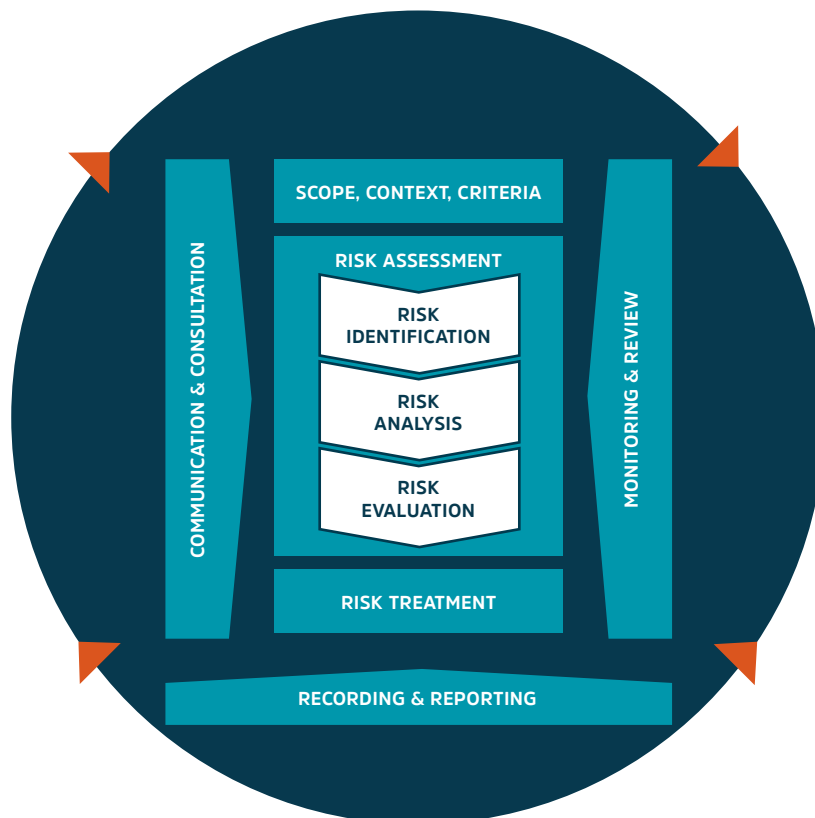 SCOPE, CONTEXT, CRITERIA
RISK ASSESSMENT
RISK
IDENTIFICATION
RISK
ANALYSIS
RISK
EVALUATION
RISK TREATMENT
COMMUNICATION & CONSULTATION
MONITORING & REVIEW
RECORDING & REPORTING